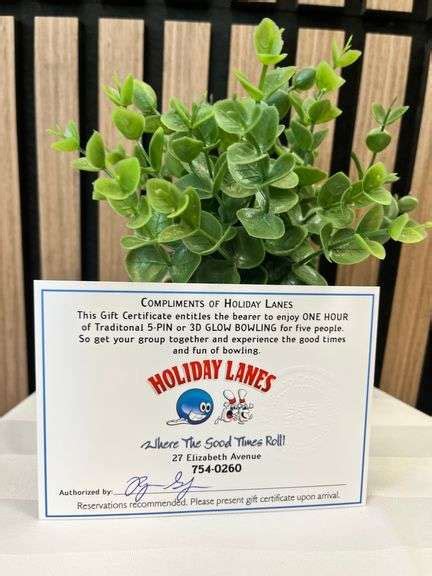 COMPLIMENTS OF HOLIDAY LANES
This Gift Certificate entitles the bearer to enjoy ONE HOUR
of Traditonal 5-PIN or 3D GLOW BOWLING for five people.
So get your group together and experience the good times
and fun of bowling.
HOLIDAY LANES
Where The Good Times Roll!
27 Elizabeth Avenue
754-0260
Authorized by:
Reservations recommended. Please present gift certificate upon arrival.